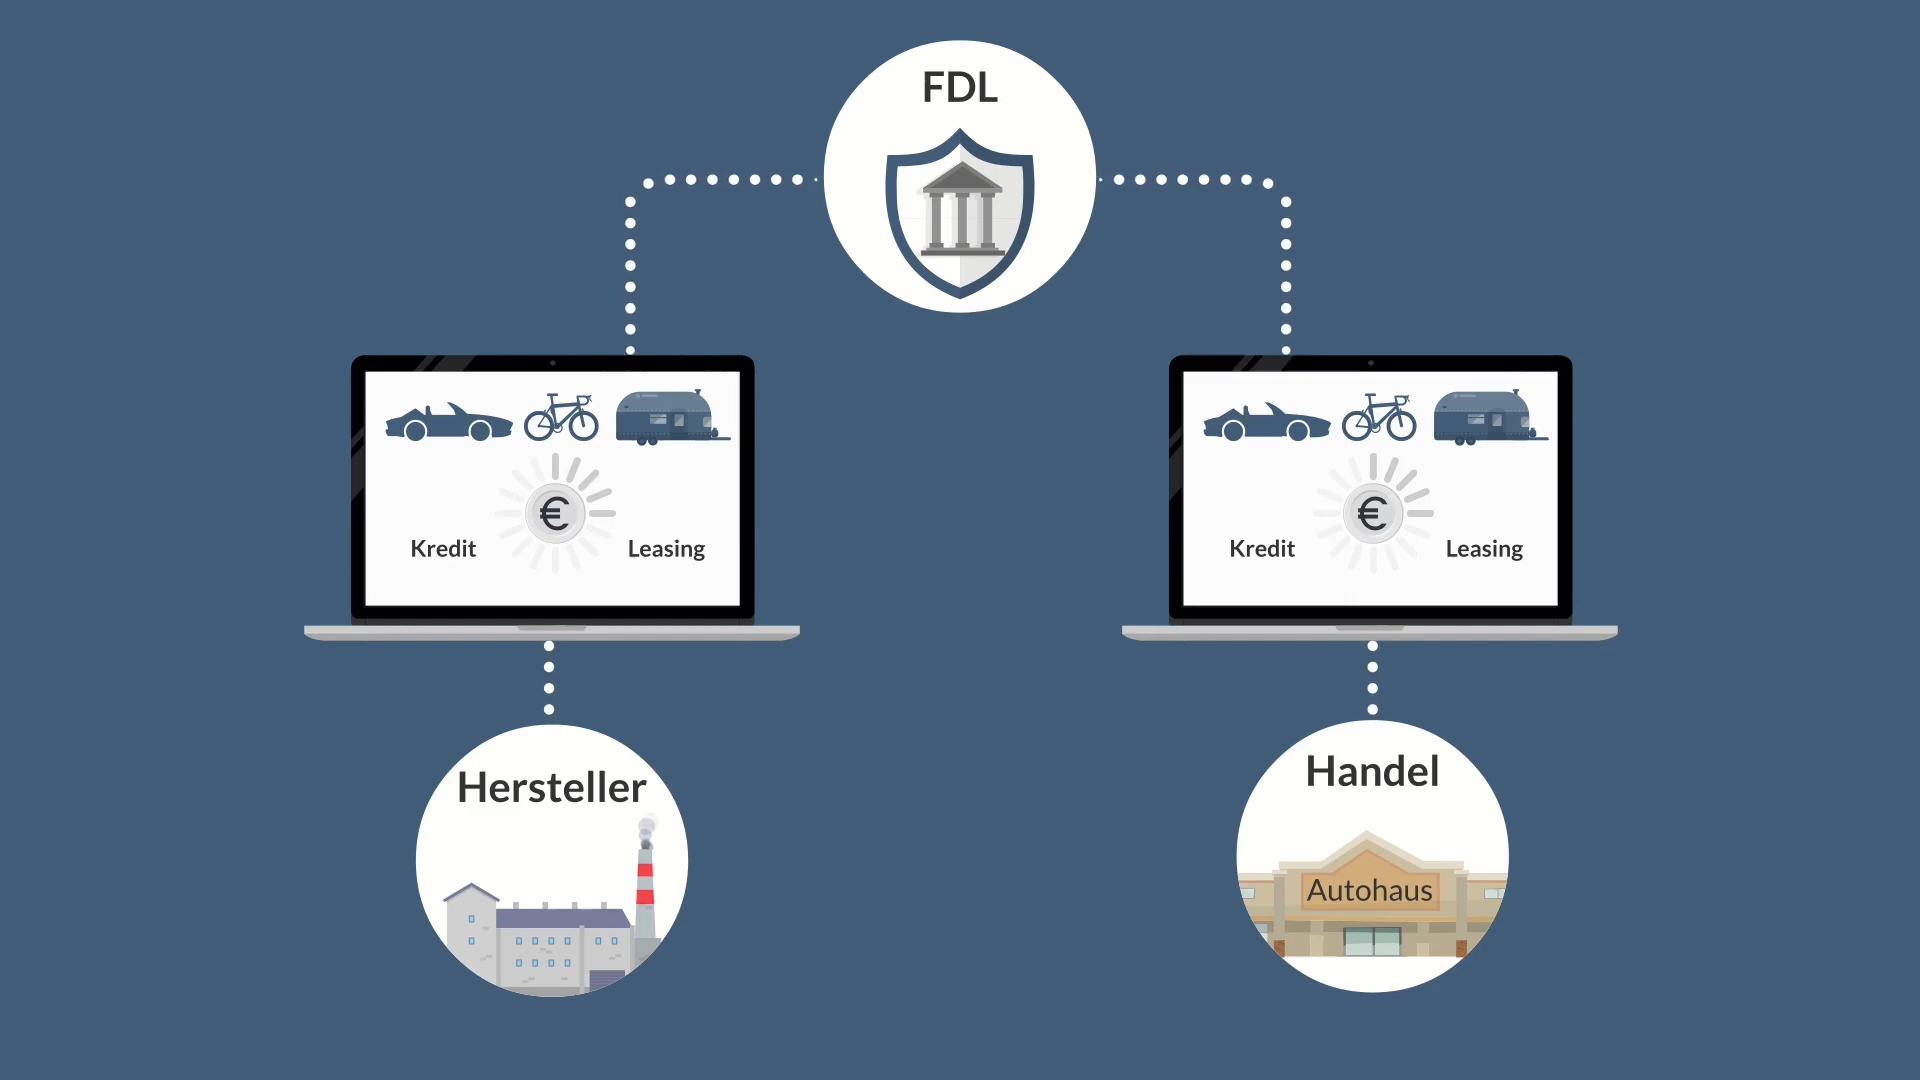 FDL
€
Kredit
Leasing
€
Kredit
Leasing
Hersteller
Handel
Autohaus